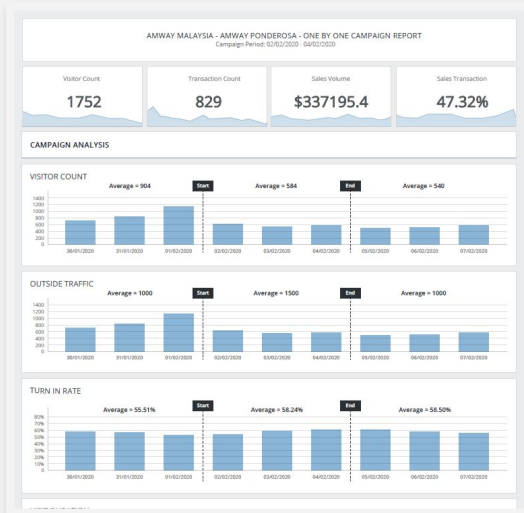 AMWAY MALAYSIA - AMWAY PONDEROSA - ONE BY ONE CAMPAIGN REPORT
Campaign Period: 02/02/2020 - 04/02/2020
Visitor Count
1752
Transaction Count
829
Sales Volume
$337195.4
Sales Transaction
47.32%
CAMPAIGN ANALYSIS
VISITOR COUNT
Average = 904
Start
Average = 584
End
Average = 540
1400
1200
1000
800
600
400
200
0
30/01/2020 31/01/2020 01/02/2020 02/02/2020 03/02/2020 04/02/2020 05/02/2020 06/02/2020 07/02/2020
OUTSIDE TRAFFIC
Average = 1000
Start
Average = 1500
End
Average = 1000
1400
1200
1000
800
600
400
200
0
30/01/2020 31/01/2020 01/02/2020 02/02/2020 03/02/2020 04/02/2020 05/02/2020 06/02/2020 07/02/2020
TURN IN RATE
Average = 55.51%
Start
Average = 58.24%
End
Average = 58.50%
80%
70%
60%
50%
40%
30%
20%
10%
0
30/01/2020 31/01/2020 01/02/2020 02/02/2020 03/02/2020 04/02/2020 05/02/2020 06/02/2020 07/02/2020